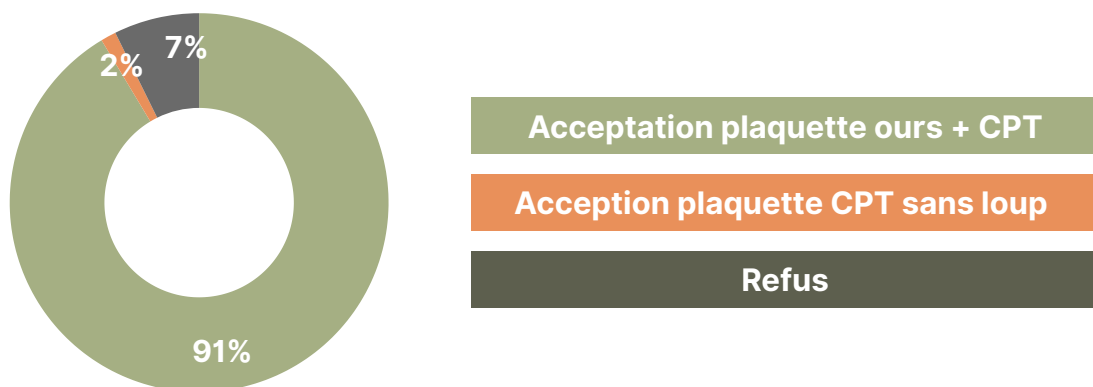 7%
2%
91%
Acceptation plaquette ours + CPT
Acception plaquette CPT sans loup
Refus